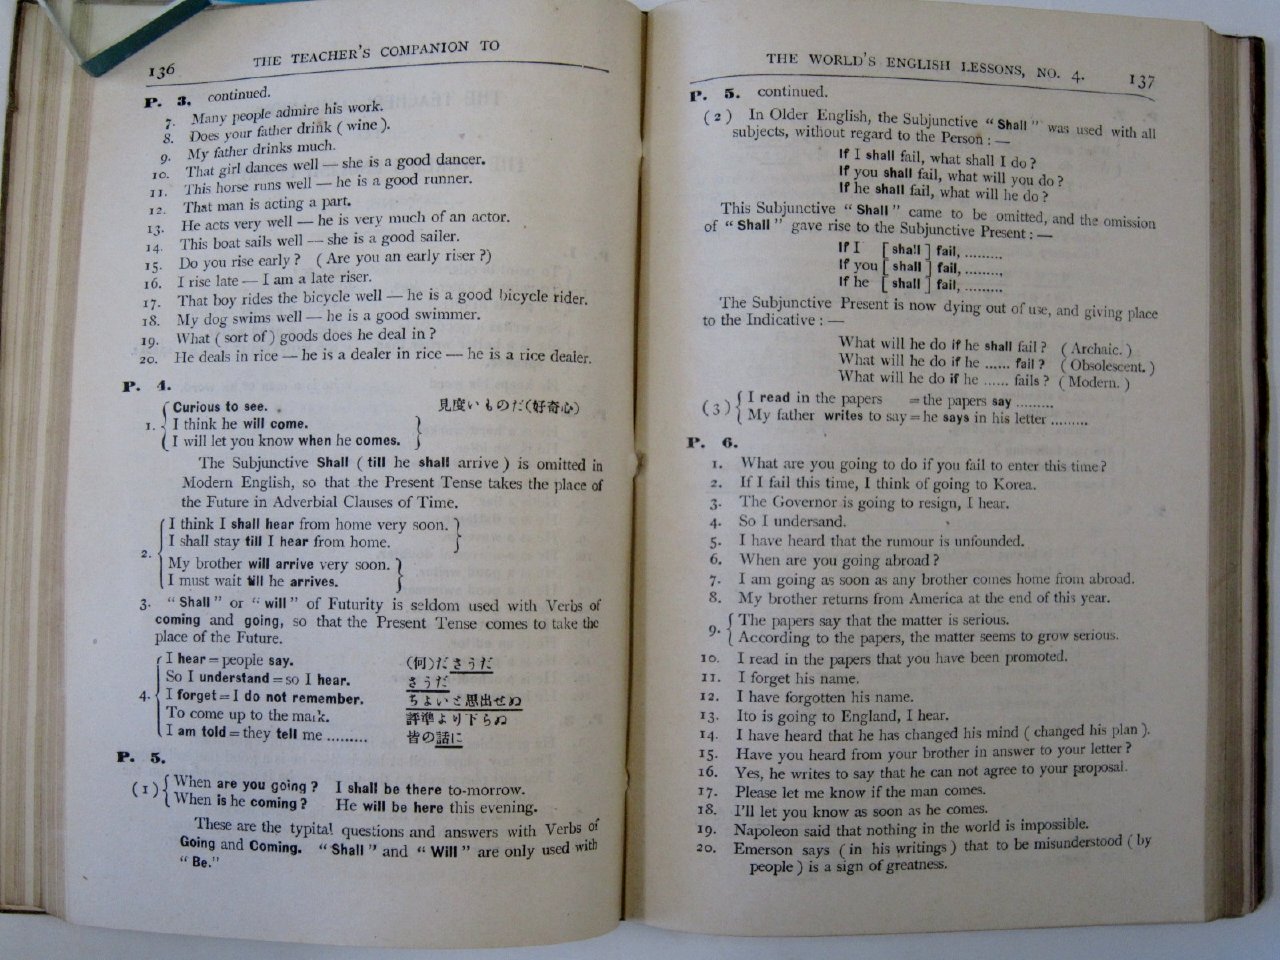 136 THE TEACHER'S COMPANION TO
P. 3. continued.
7. Many people admire his work.
8. Does your father drink ( wine ).
9. My father drinks much.
10. That girl dances well — she is a good dancer.
11. This horse runs well — he is a good runner.
12. That man is acting a part.
13. He acts very well — he is very much of an actor.
14. This boat sails well — she is a good sailer.
15. Do you rise early ? ( Are you an early riser ?)
16. I rise late — I am a late riser.
17. That boy rides the bicycle well — he is a good bicycle rider.
18. My dog swims well — he is a good swimmer.
19. What ( sort of ) goods does he deal in ?
20. He deals in rice — he is a dealer in rice — he is a rice dealer.
P. 4.
Curious to see. 見度いものだ(好奇心)
1. I think he will come.
I will let you know when he comes.
The Subjunctive Shall ( till he shall arrive ) is omitted in
Modern English, so that the Present Tense takes the place of
the Future in Adverbial Clauses of Time.
I think I shall hear from home very soon.
I shall stay till I hear from home.
2.
My brother will arrive very soon.
I must wait till he arrives.
3. "Shall" or "will" of Futurity is seldom used with Verbs of
coming and going, so that the Present Tense comes to take the
place of the Future.
I hear = people say. (何)ださうだ
So I understand = so I hear. さうだ
4. I forget = I do not remember. ちよいと思出せぬ
To come up to the mark. 評準より下らぬ
I am told = they tell me ......... 皆の話に
P. 5.
(1) When are you going ? I shall be there to-morrow.
When is he coming ? He will be here this evening.
These are the typital questions and answers with Verbs of
Going and Coming. "Shall" and "Will" are only used with
"Be."
THE WORLD'S ENGLISH LESSONS, NO. 4. 137
P. 5. continued.
(2) In Older English, the Subjunctive "Shall" was used with all
subjects, without regard to the Person : —
If I shall fail, what shall I do ?
If you shall fail, what will you do ?
If he shall fail, what will he do ?
This Subjunctive "Shall" came to be omitted, and the omission
of "Shall" gave rise to the Subjunctive Present : —
If I [ shall ] fail, .........
If you [ shall ] fail, .........
If he [ shall ] fail, .........
The Subjunctive Present is now dying out of use, and giving place
to the Indicative : —
What will he do if he shall fail ? ( Archaic. )
What will he do if he ...... fail ? ( Obsolescent. )
What will he do if he ...... fails ? ( Modern. )
(3) I read in the papers = the papers say .........
My father writes to say = he says in his letter .........
P. 6.
1. What are you going to do if you fail to enter this time ?
2. If I fail this time, I think of going to Korea.
3. The Governor is going to resign, I hear.
4. So I undersand.
5. I have heard that the rumour is unfounded.
6. When are you going abroad ?
7. I am going as soon as any brother comes home from abroad.
8. My brother returns from America at the end of this year.
9. The papers say that the matter is serious.
According to the papers, the matter seems to grow serious.
10. I read in the papers that you have been promoted.
11. I forget his name.
12. I have forgotten his name.
13. Ito is going to England, I hear.
14. I have heard that he has changed his mind ( changed his plan ).
15. Have you heard from your brother in answer to your letter ?
16. Yes, he writes to say that he can not agree to your proposal.
17. Please let me know if the man comes.
18. I'll let you know as soon as he comes.
19. Napoleon said that nothing in the world is impossible.
20. Emerson says ( in his writings ) that to be misunderstood ( by
people ) is a sign of greatness.